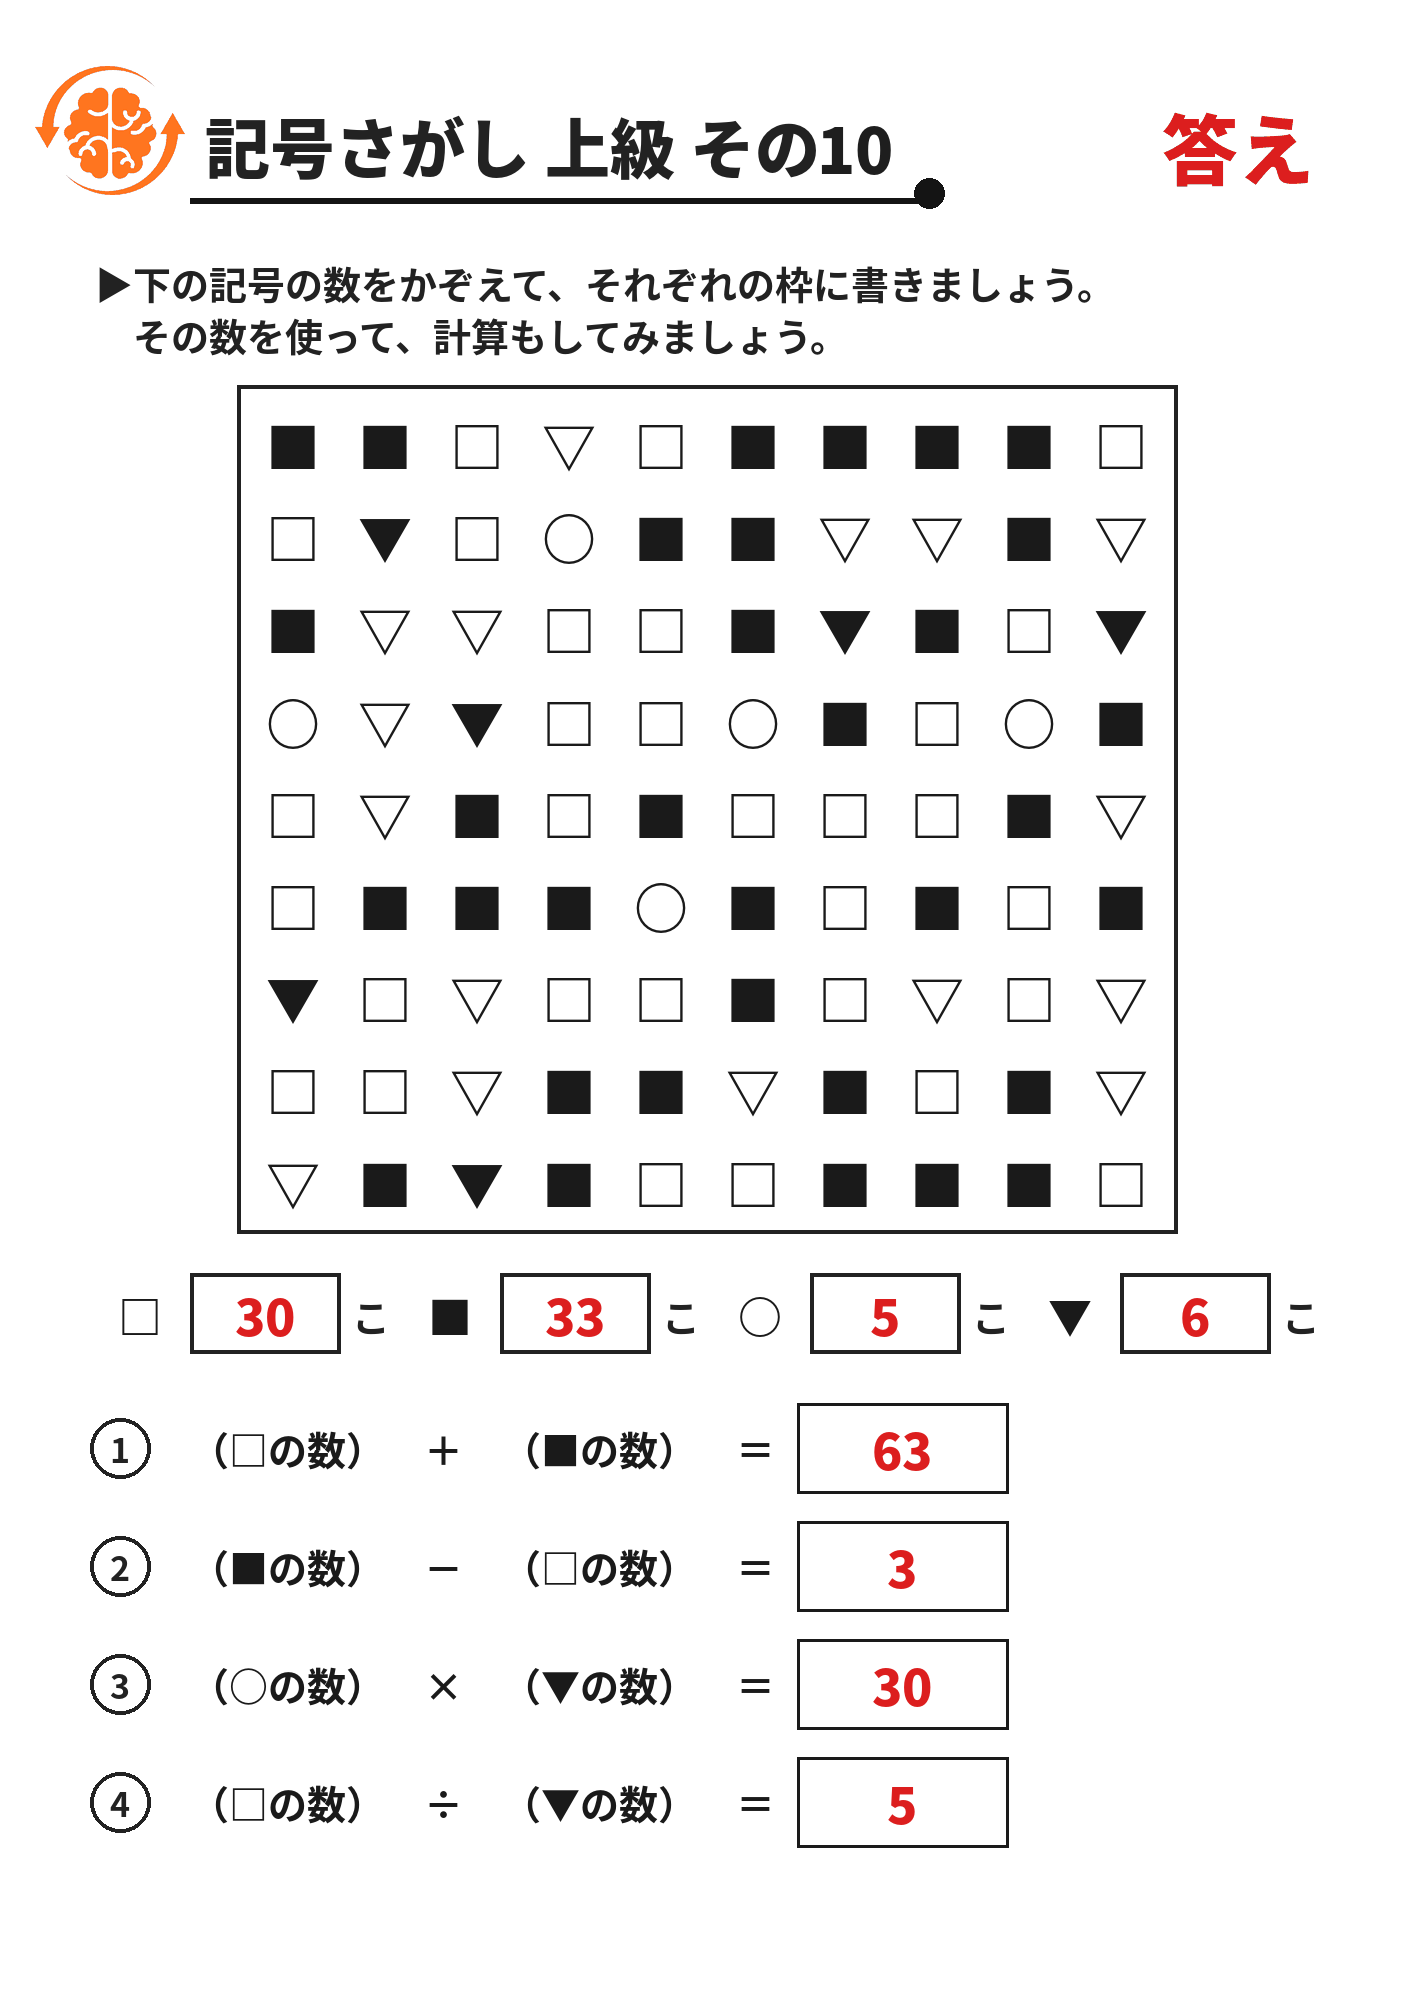 記号さがし 上級 その10
答え
▶下の記号の数をかぞえて、それぞれの枠に書きましょう。
その数を使って、計算もしてみましょう。
■ ■ □ ▽ □ ■ ■ ■ ■ □
□ ▼ □ ○ ■ ■ ▽ ▽ ■ ▽
■ ▽ ▽ □ □ ■ ▼ ■ □ ▼
○ ▽ ▼ □ □ ○ ■ □ ○ ■
□ ▽ ■ □ ■ □ □ □ ■ ▽
□ ■ ■ ■ ○ ■ □ ■ □ ■
▼ □ ▽ □ □ ■ □ ▽ □ ▽
□ □ ▽ ■ ■ ▽ ■ □ ■ ▽
▽ ■ ▼ ■ □ □ ■ ■ ■ □
□ 30 こ ■ 33 こ ○ 5 こ ▼ 6 こ
① （□の数） ＋ （■の数） ＝ 63
② （■の数） － （□の数） ＝ 3
③ （○の数） × （▼の数） ＝ 30
④ （□の数） ÷ （▼の数） ＝ 5